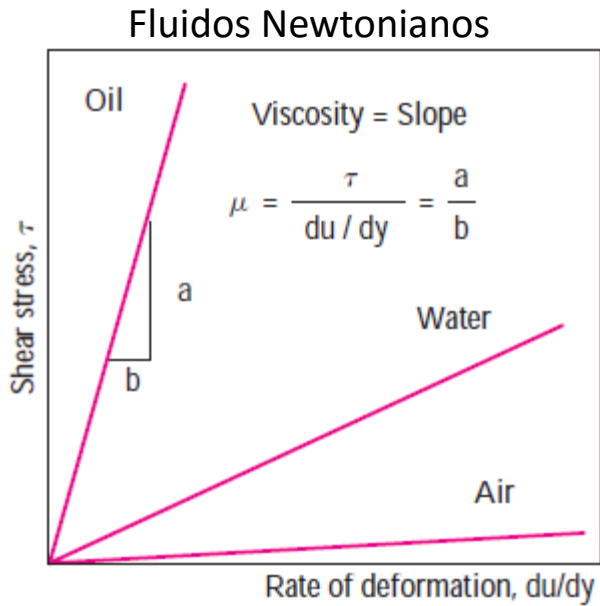 Fluidos Newtonianos
Oil
Viscosity = Slope
μ = τ / du / dy = a / b
Shear stress, τ
a
b
Water
Air
Rate of deformation, du/dy